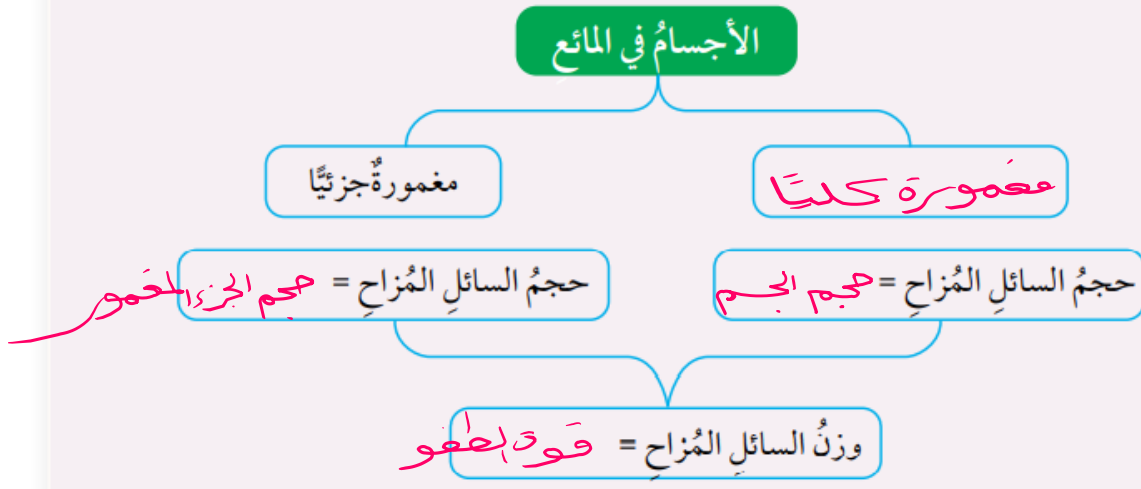 الأجسامُ في المائعِ
مغمورة كليًّا
مغمورةٌ جزئيًّا
حجمُ السائلِ المُزاحِ = حجم الجسم
حجمُ السائلِ المُزاحِ = حجم الجزء المغمور
وزنُ السائلِ المُزاحِ = قوة الطفو